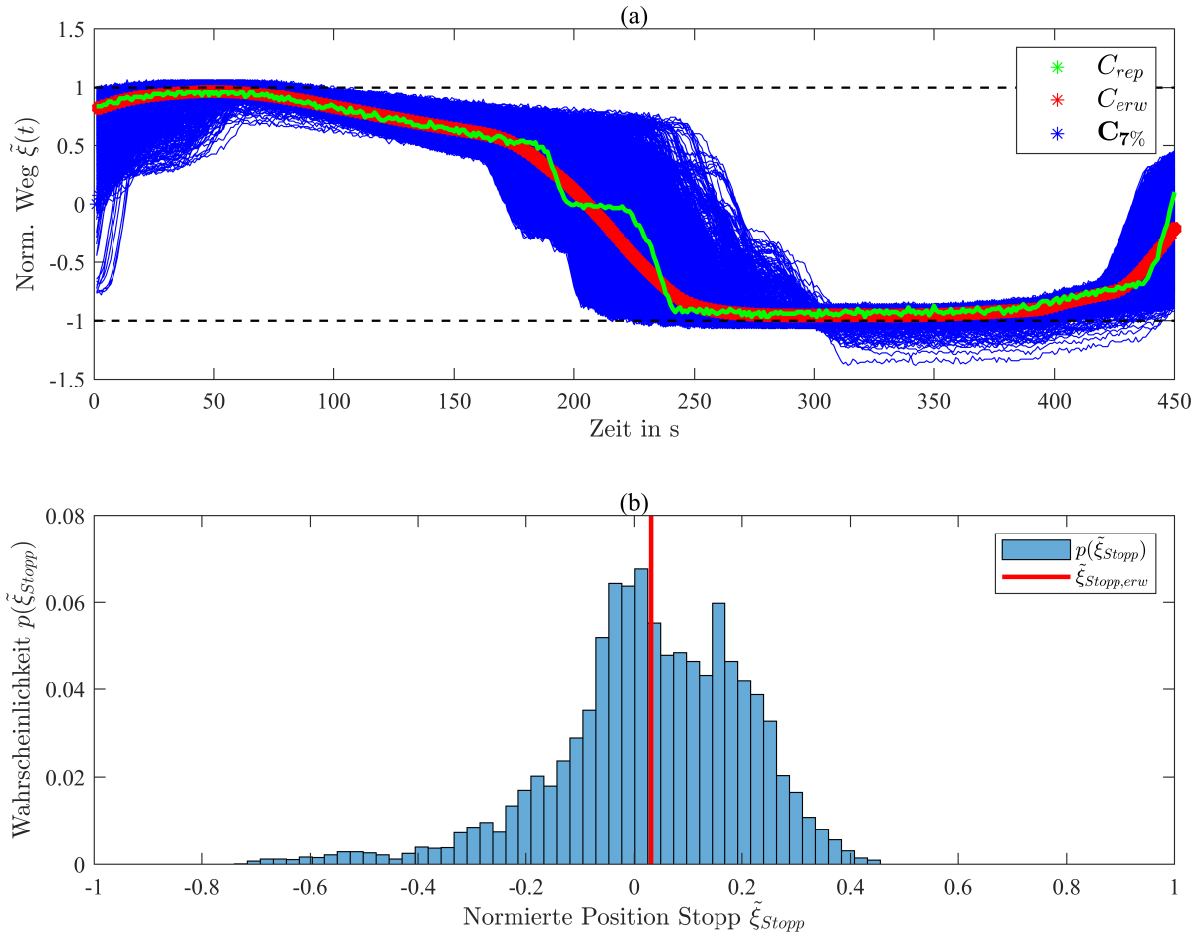 (a)
1.5
1
0.5
0
-0.5
-1
-1.5
Norm. Weg ξ̃(t)
0 50 100 150 200 250 300 350 400 450
Zeit in s
C_rep
C_erw
C_7%
(b)
0.08
0.06
0.04
0.02
0
Wahrscheinlichkeit p(ξ̃_Stopp)
-1 -0.8 -0.6 -0.4 -0.2 0 0.2 0.4 0.6 0.8 1
Normierte Position Stopp ξ̃_Stopp
p(ξ̃_Stopp)
ξ̃_Stopp,erw